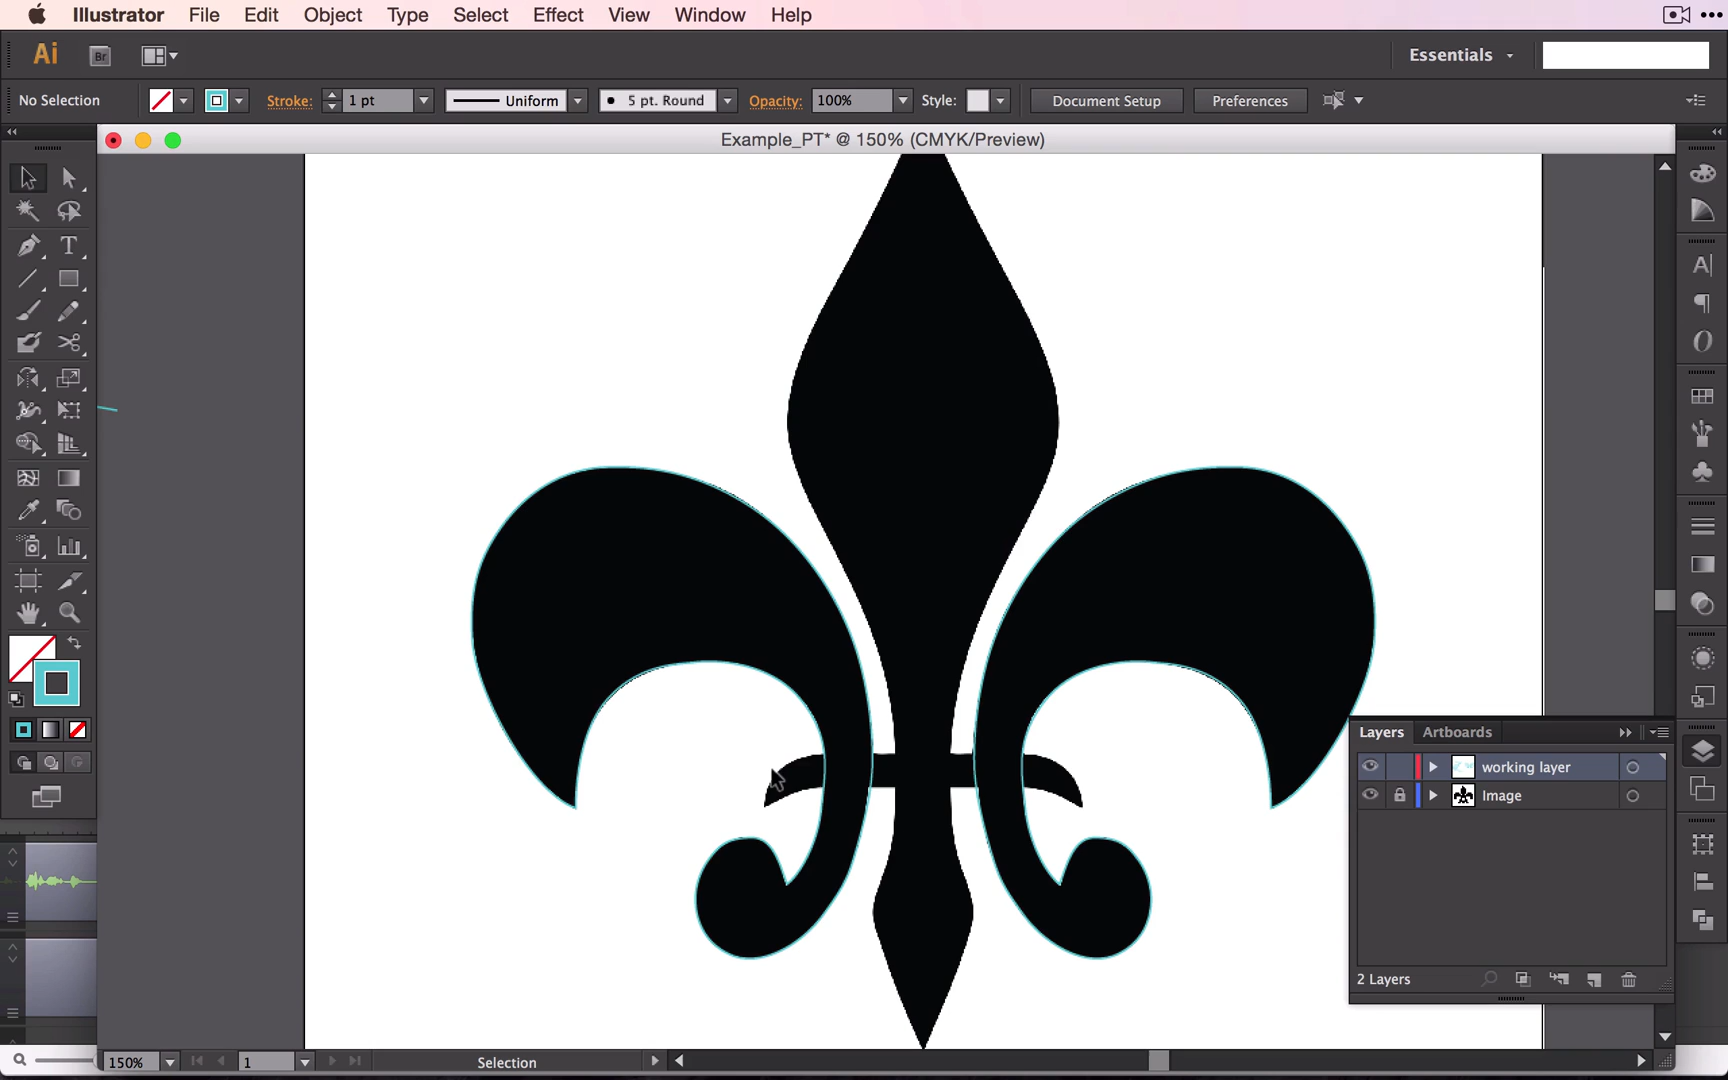 Illustrator File Edit Object Type Select Effect View Window Help
Ai Br Essentials
No Selection Stroke: 1 pt Uniform 5 pt. Round Opacity: 100% Style: Document Setup Preferences
Example_PT* @ 150% (CMYK/Preview)
Layers Artboards
working layer
Image
2 Layers
150% 1 Selection